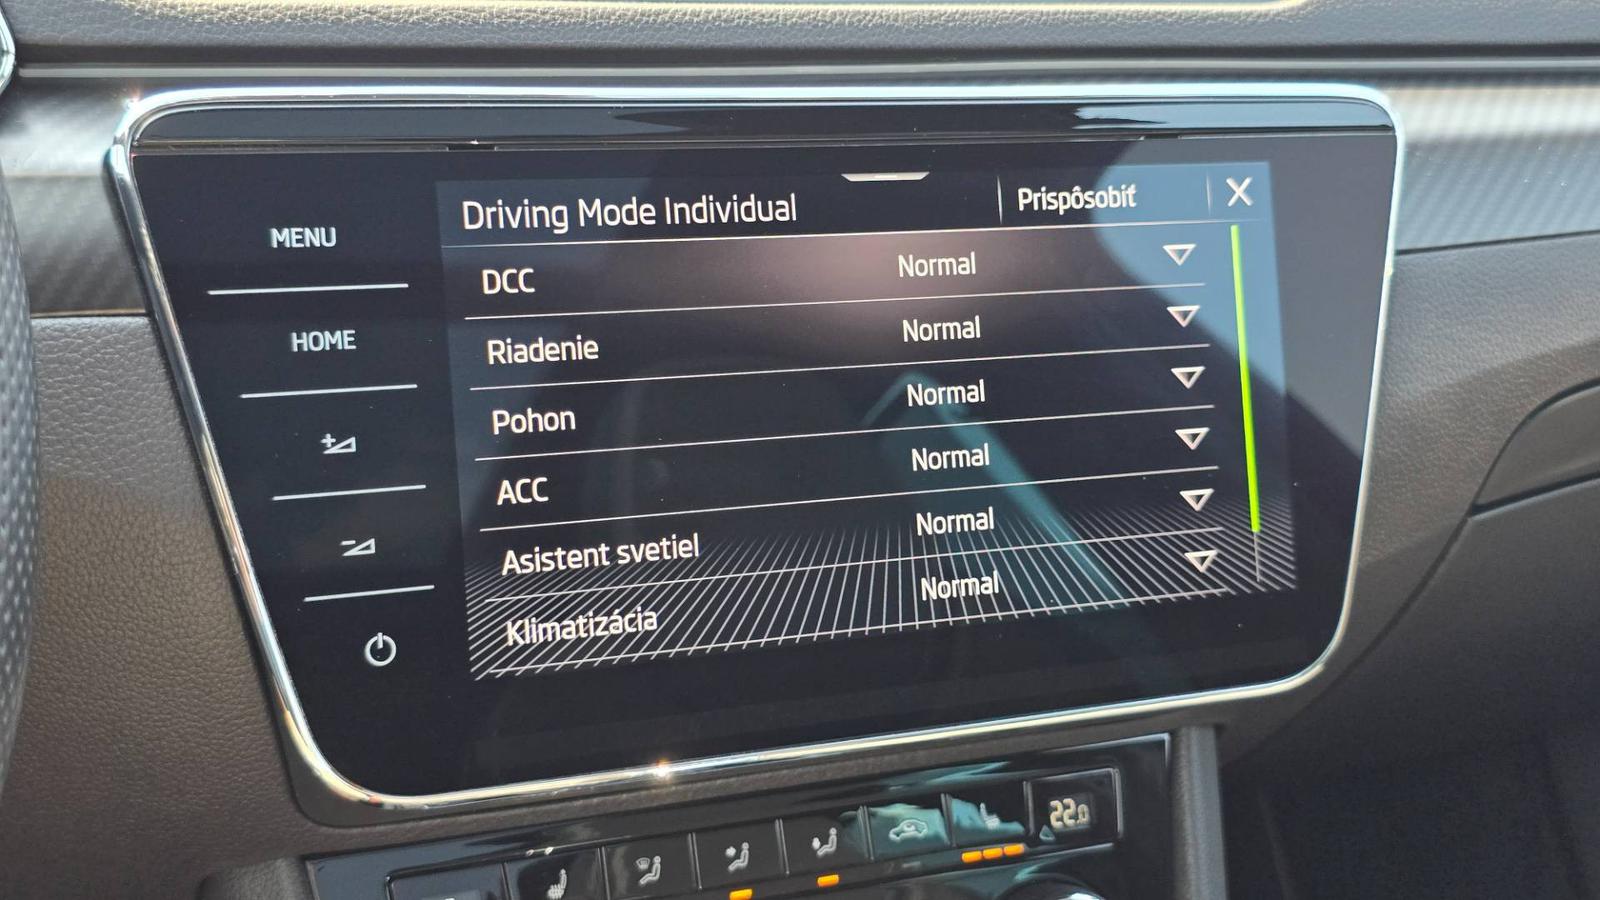 MENU
HOME
Driving Mode Individual
Prispôsobiť
X
DCC Normal
Riadenie Normal
Pohon Normal
ACC Normal
Asistent svetiel Normal
Klimatizácia Normal
22.0